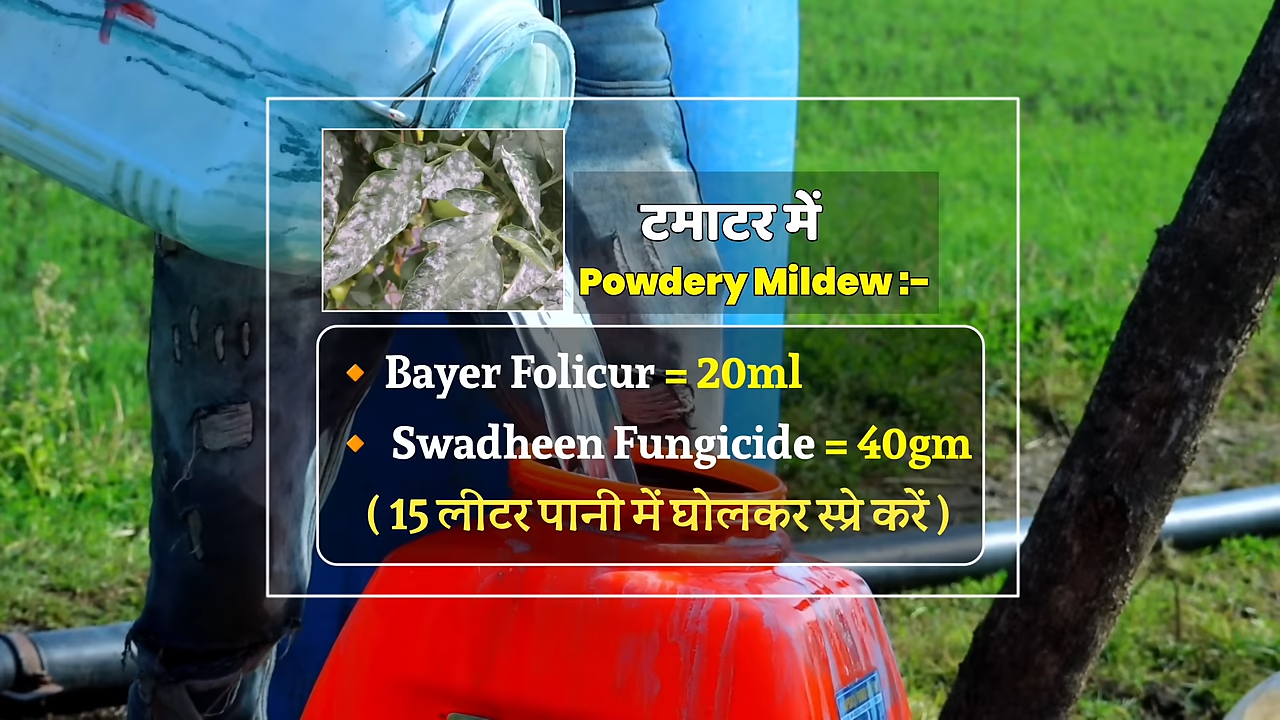 टमाटर में
Powdery Mildew :-
🔸 Bayer Folicur = 20ml
🔸 Swadheen Fungicide = 40gm
( 15 लीटर पानी में घोलकर स्प्रे करें )